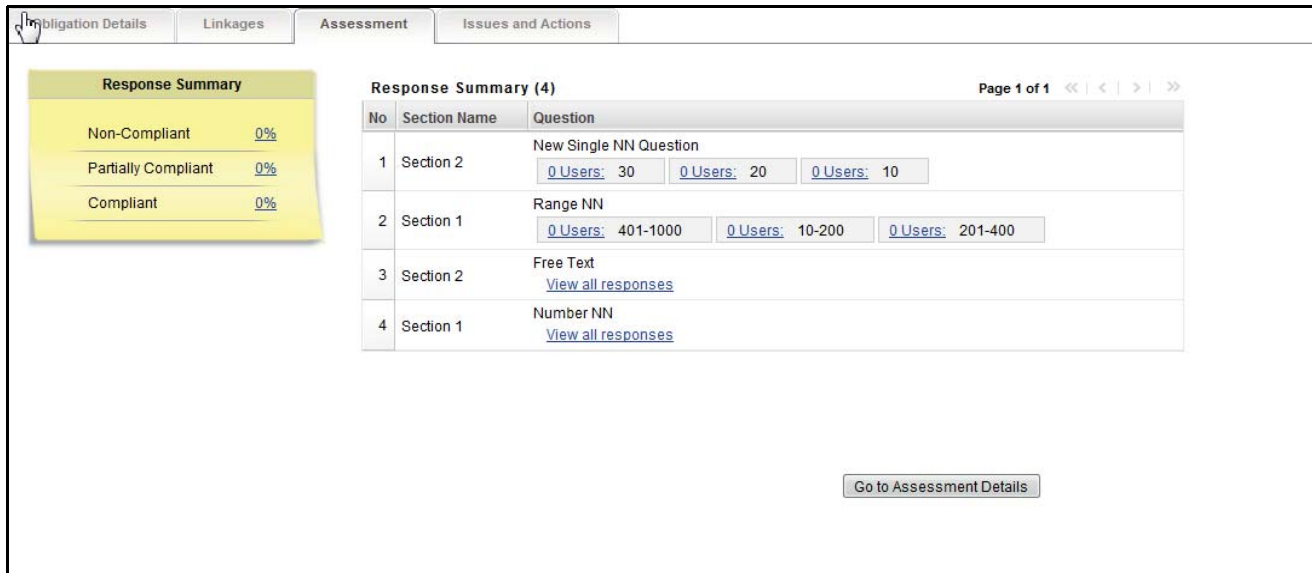 Obligation Details Linkages Assessment Issues and Actions
Response Summary
Non-Compliant 0%
Partially Compliant 0%
Compliant 0%
Response Summary (4) Page 1 of 1 << | < | > | >>
No Section Name Question
1 Section 2 New Single NN Question
0 Users: 30 0 Users: 20 0 Users: 10
2 Section 1 Range NN
0 Users: 401-1000 0 Users: 10-200 0 Users: 201-400
3 Section 2 Free Text
View all responses
4 Section 1 Number NN
View all responses
Go to Assessment Details